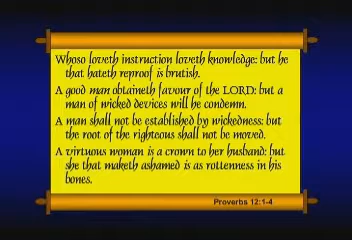 Whoso loveth instruction loveth knowledge: but he
that hateth reproof is brutish.
A good man obtaineth favour of the LORD: but a
man of wicked devices will he condemn.
A man shall not be established by wickedness: but
the root of the righteous shall not be moved.
A virtuous woman is a crown to her husband: but
she that maketh ashamed is as rottenness in his
bones.
Proverbs 12:1-4